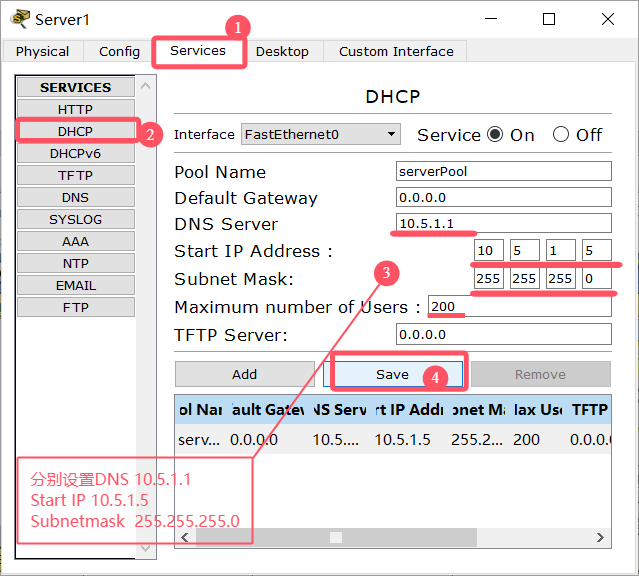 Server1
1
Physical
Config
Services
Desktop
Custom Interface
SERVICES
HTTP
DHCP
2
DHCPv6
TFTP
DNS
SYSLOG
AAA
NTP
EMAIL
FTP
DHCP
Interface FastEthernet0 Service On Off
Pool Name serverPool
Default Gateway 0.0.0.0
DNS Server 10.5.1.1
Start IP Address : 10 5 1 5
Subnet Mask: 255 255 255 0
3
Maximum number of Users : 200
TFTP Server: 0.0.0.0
Add Save 4 Remove
ol Nan ault Gatew NS Serv rt IP Addr onet Ma lax Use TFTP
serv... 0.0.0.0 10.5.... 10.5.1.5 255.2... 200 0.0.0.
分别设置DNS 10.5.1.1
Start IP 10.5.1.5
Subnetmask 255.255.255.0